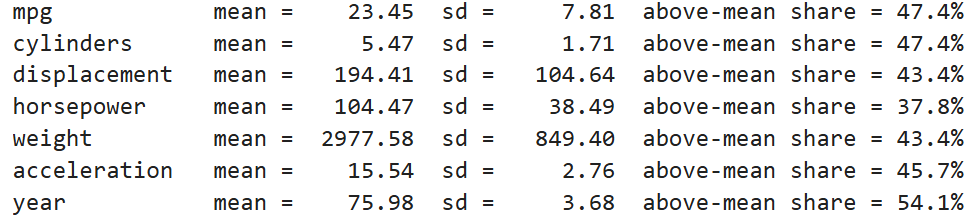 mpg           mean =    23.45  sd =     7.81  above-mean share = 47.4%
cylinders     mean =     5.47  sd =     1.71  above-mean share = 47.4%
displacement  mean =   194.41  sd =   104.64  above-mean share = 43.4%
horsepower    mean =   104.47  sd =    38.49  above-mean share = 37.8%
weight        mean =  2977.58  sd =   849.40  above-mean share = 43.4%
acceleration  mean =    15.54  sd =     2.76  above-mean share = 45.7%
year          mean =    75.98  sd =     3.68  above-mean share = 54.1%